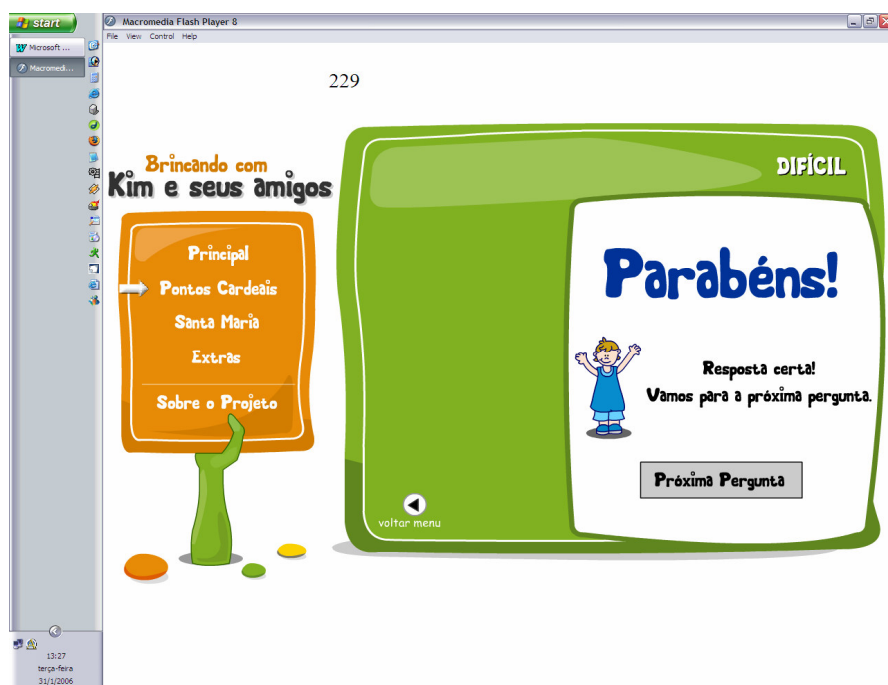 start
Macromedia Flash Player 8
File View Control Help
Microsoft ...
Macromedi...
229
Brincando com
Kim e seus amigos
Principal
Pontos Cardeais
Santa Maria
Extras
Sobre o Projeto
DIFÍCIL
Parabéns!
Resposta certa!
Vamos para a próxima pergunta.
Próxima Pergunta
voltar menu
13:27
terça-feira
31/1/2006